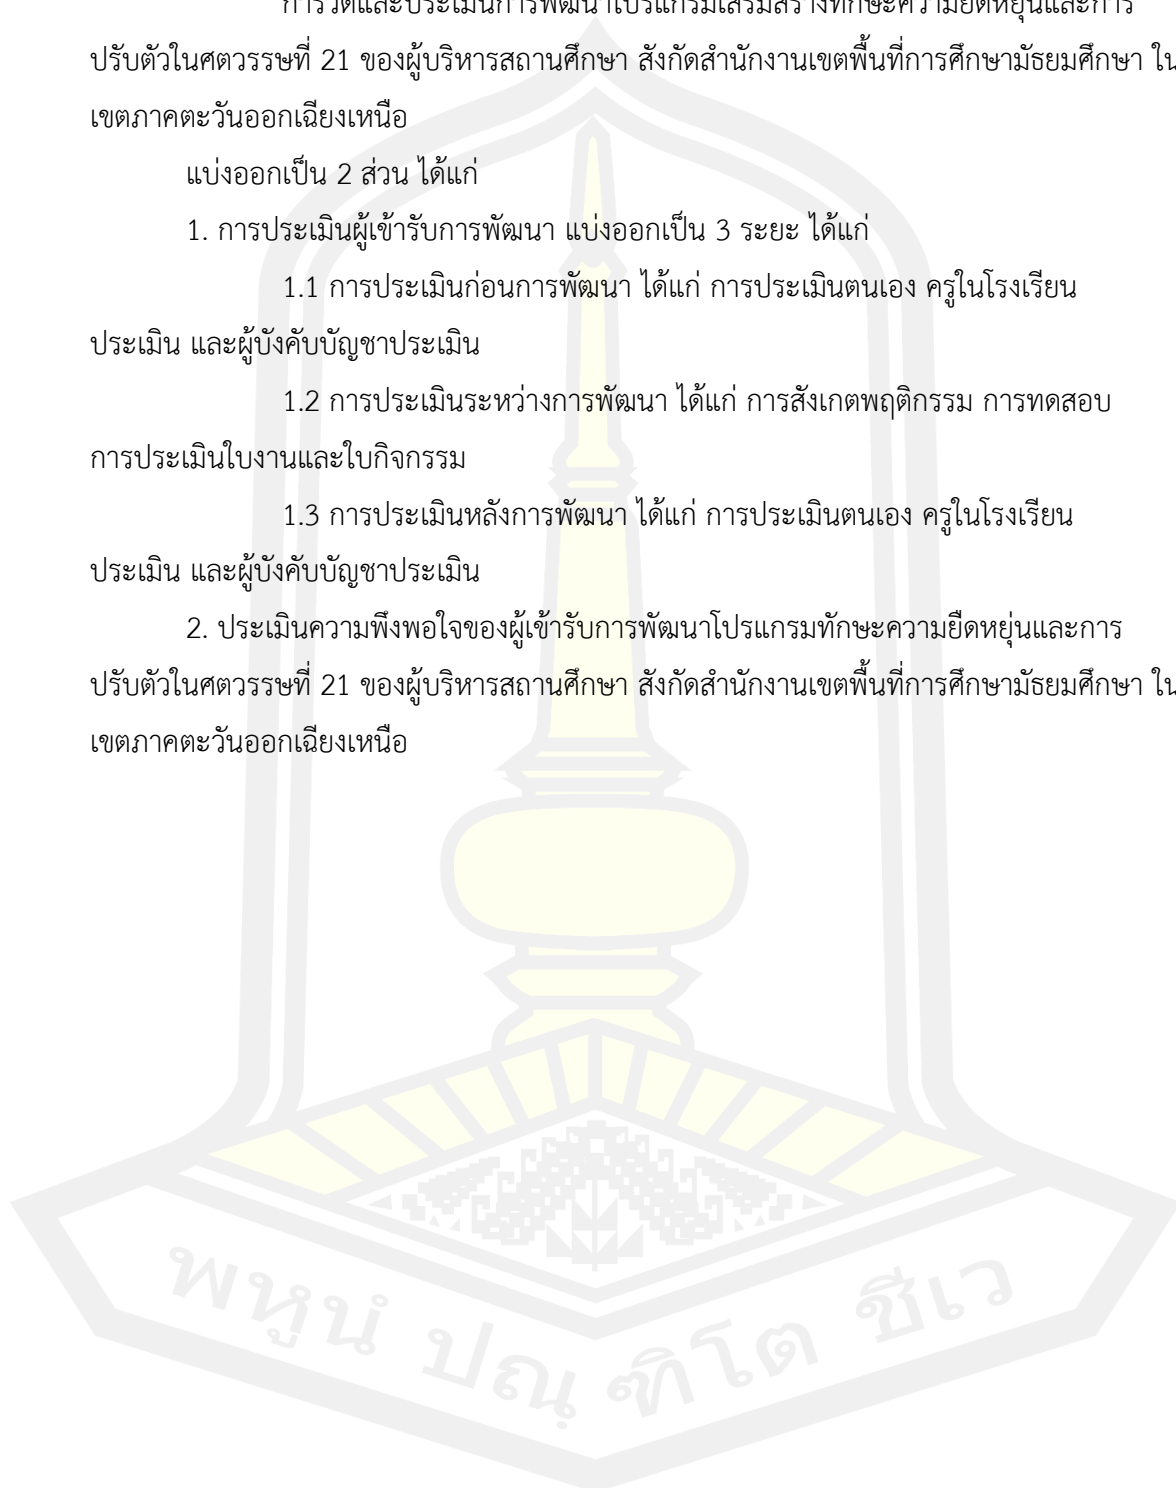 การวัดและประเมินการพัฒนาโปรแกรมเสริมสร้างทักษะความยืดหยุ่นและการ
ปรับตัวในศตวรรษที่ 21 ของผู้บริหารสถานศึกษา สังกัดสำนักงานเขตพื้นที่การศึกษามัธยมศึกษา ใน
เขตภาคตะวันออกเฉียงเหนือ
แบ่งออกเป็น 2 ส่วน ได้แก่
1. การประเมินผู้เข้ารับการพัฒนา แบ่งออกเป็น 3 ระยะ ได้แก่
1.1 การประเมินก่อนการพัฒนา ได้แก่ การประเมินตนเอง ครูในโรงเรียน
ประเมิน และผู้บังคับบัญชาประเมิน
1.2 การประเมินระหว่างการพัฒนา ได้แก่ การสังเกตพฤติกรรม การทดสอบ
การประเมินใบงานและใบกิจกรรม
1.3 การประเมินหลังการพัฒนา ได้แก่ การประเมินตนเอง ครูในโรงเรียน
ประเมิน และผู้บังคับบัญชาประเมิน
2. ประเมินความพึงพอใจของผู้เข้ารับการพัฒนาโปรแกรมทักษะความยืดหยุ่นและการ
ปรับตัวในศตวรรษที่ 21 ของผู้บริหารสถานศึกษา สังกัดสำนักงานเขตพื้นที่การศึกษามัธยมศึกษา ใน
เขตภาคตะวันออกเฉียงเหนือ
พหูนํ ปณฺฑิโต ชีเว